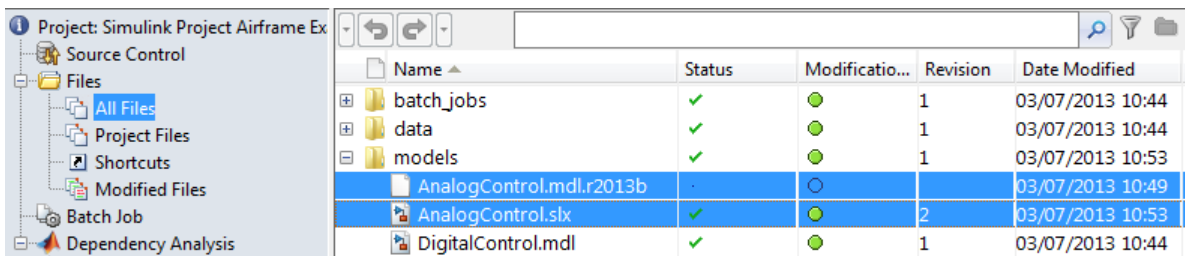 Project: Simulink Project Airframe Ex
Source Control
Files
All Files
Project Files
Shortcuts
Modified Files
Batch Job
Dependency Analysis
Name Status Modificatio... Revision Date Modified
batch_jobs 1 03/07/2013 10:44
data 1 03/07/2013 10:44
models 1 03/07/2013 10:53
AnalogControl.mdl.r2013b 03/07/2013 10:49
AnalogControl.slx 2 03/07/2013 10:53
DigitalControl.mdl 1 03/07/2013 10:44